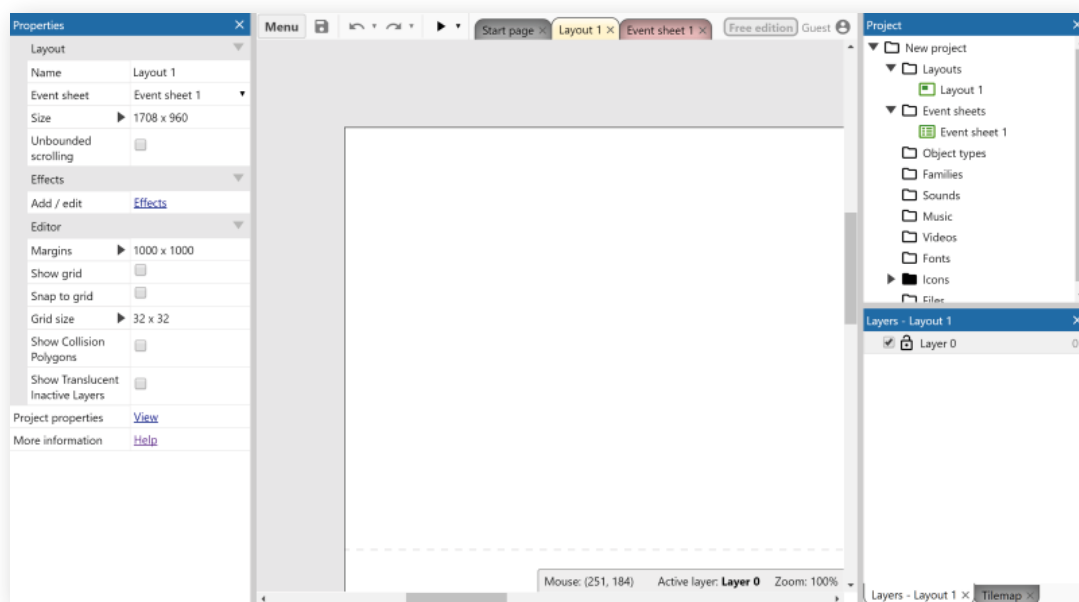 Properties
Layout
Name Layout 1
Event sheet Event sheet 1
Size 1708 x 960
Unbounded
scrolling
Effects
Add / edit Effects
Editor
Margins 1000 x 1000
Show grid
Snap to grid
Grid size 32 x 32
Show Collision
Polygons
Show Translucent
Inactive Layers
Project properties View
More information Help
Menu
Start page Layout 1 Event sheet 1 Free edition Guest
Mouse: (251, 184) Active layer: Layer 0 Zoom: 100%
Project
New project
Layouts
Layout 1
Event sheets
Event sheet 1
Object types
Families
Sounds
Music
Videos
Fonts
Icons
Files
Layers - Layout 1
Layer 0 0
Layers - Layout 1 Tilemap